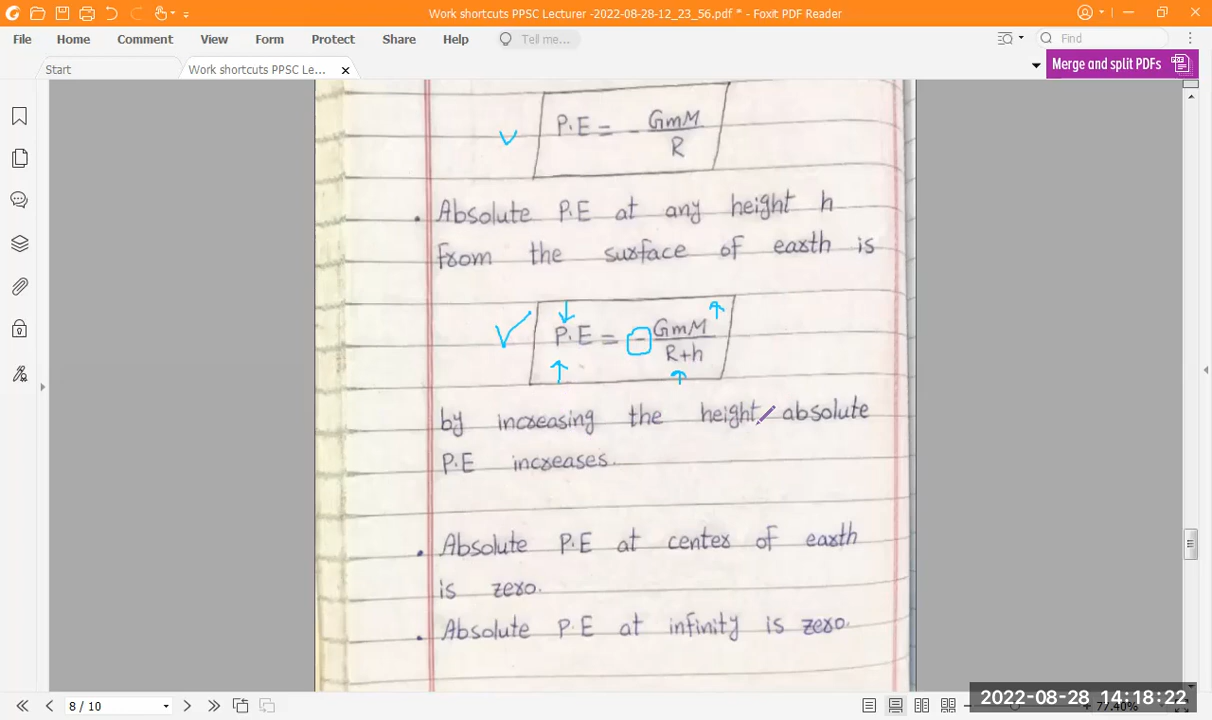 Work shortcuts PPSC Lecturer -2022-08-28-12_23_56.pdf * - Foxit PDF Reader
File Home Comment View Form Protect Share Help Tell me... Find
Start Work shortcuts PPSC Lec... Merge and split PDFs
P.E = - GmM
R
. Absolute P.E at any height h
from the surface of earth is
P.E = - GmM
R+h
by increasing the height absolute
P.E increases.
. Absolute P.E at center of earth
is zero.
. Absolute P.E at infinity is zero.
8 / 10
2022-08-28 14:18:22
77.40%